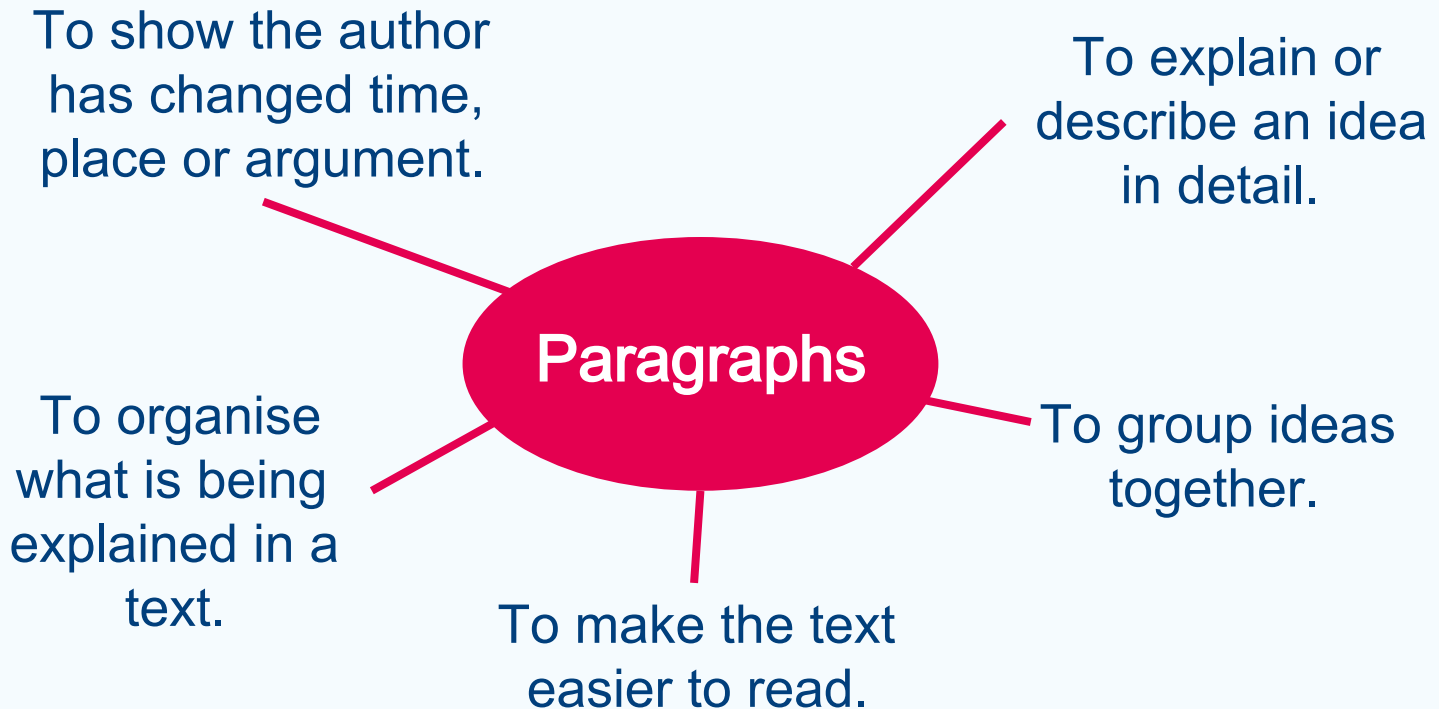 To show the author
has changed time,
place or argument.
To explain or
describe an idea
in detail.
Paragraphs
To organise
what is being
explained in a
text.
To group ideas
together.
To make the text
easier to read.